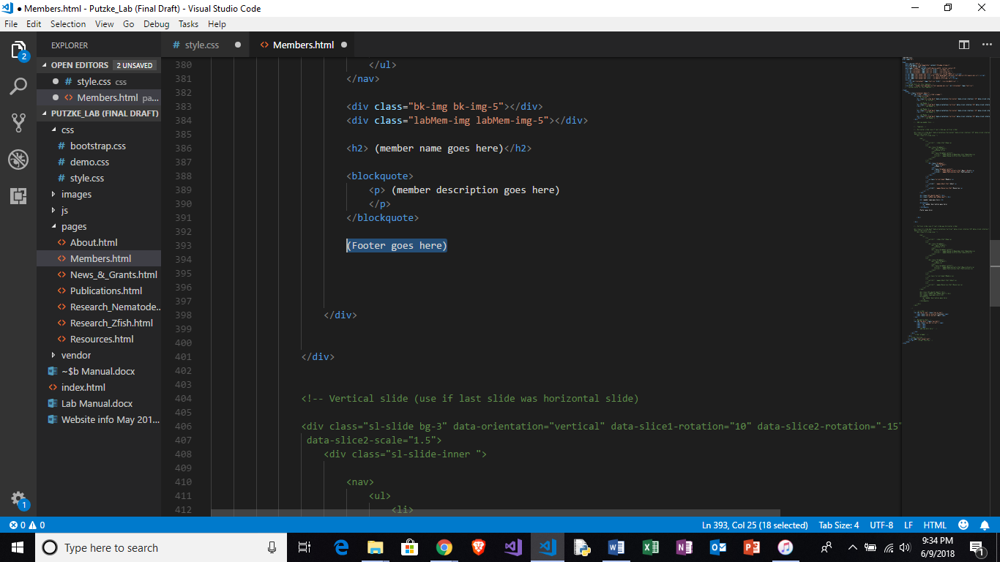 ● Members.html - Putzke_Lab (Final Draft) - Visual Studio Code
File Edit Selection View Go Debug Tasks Help
2
EXPLORER
# style.css ●
<> Members.html ●
OPEN EDITORS 2 UNSAVED
● # style.css css
● <> Members.html pa...
PUTZKE_LAB (FINAL DRAFT)
css
# bootstrap.css
# demo.css
# style.css
images
js
pages
<> About.html
<> Members.html
<> News_&_Grants.html
<> Publications.html
<> Research_Nematode...
<> Research_Zfish.html
<> Resources.html
vendor
~$b Manual.docx
<> index.html
Lab Manual.docx
Website info May 201...
1
380 </ul>
381 </nav>
382
383 <div class="bk-img bk-img-5"></div>
384 <div class="labMem-img labMem-img-5"></div>
385
386 <h2> (member name goes here)</h2>
387
388 <blockquote>
389 <p> (member description goes here)
390 </p>
391 </blockquote>
392
393 (Footer goes here)
394
395
396
397
398 </div>
399
400
401 </div>
402
403
404 <!-- Vertical slide (use if last slide was horizontal slide)
405
406 <div class="sl-slide bg-3" data-orientation="vertical" data-slice1-rotation="10" data-slice2-rotation="-15"
407 data-slice2-scale="1.5">
408 <div class="sl-slide-inner ">
409
410 <nav>
411 <ul>
412 <li>
0 0
Ln 393, Col 25 (18 selected) Tab Size: 4 UTF-8 LF HTML
Type here to search
9:34 PM
6/9/2018
1